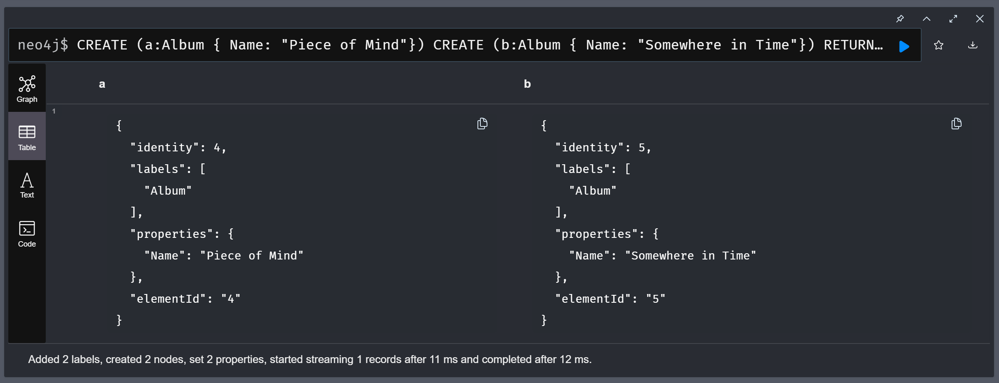 neo4j$ CREATE (a:Album { Name: "Piece of Mind"}) CREATE (b:Album { Name: "Somewhere in Time"}) RETURN…
Graph
Table
Text
Code
a
b
1
{
"identity": 4,
"labels": [
"Album"
],
"properties": {
"Name": "Piece of Mind"
},
"elementId": "4"
}
{
"identity": 5,
"labels": [
"Album"
],
"properties": {
"Name": "Somewhere in Time"
},
"elementId": "5"
}
Added 2 labels, created 2 nodes, set 2 properties, started streaming 1 records after 11 ms and completed after 12 ms.